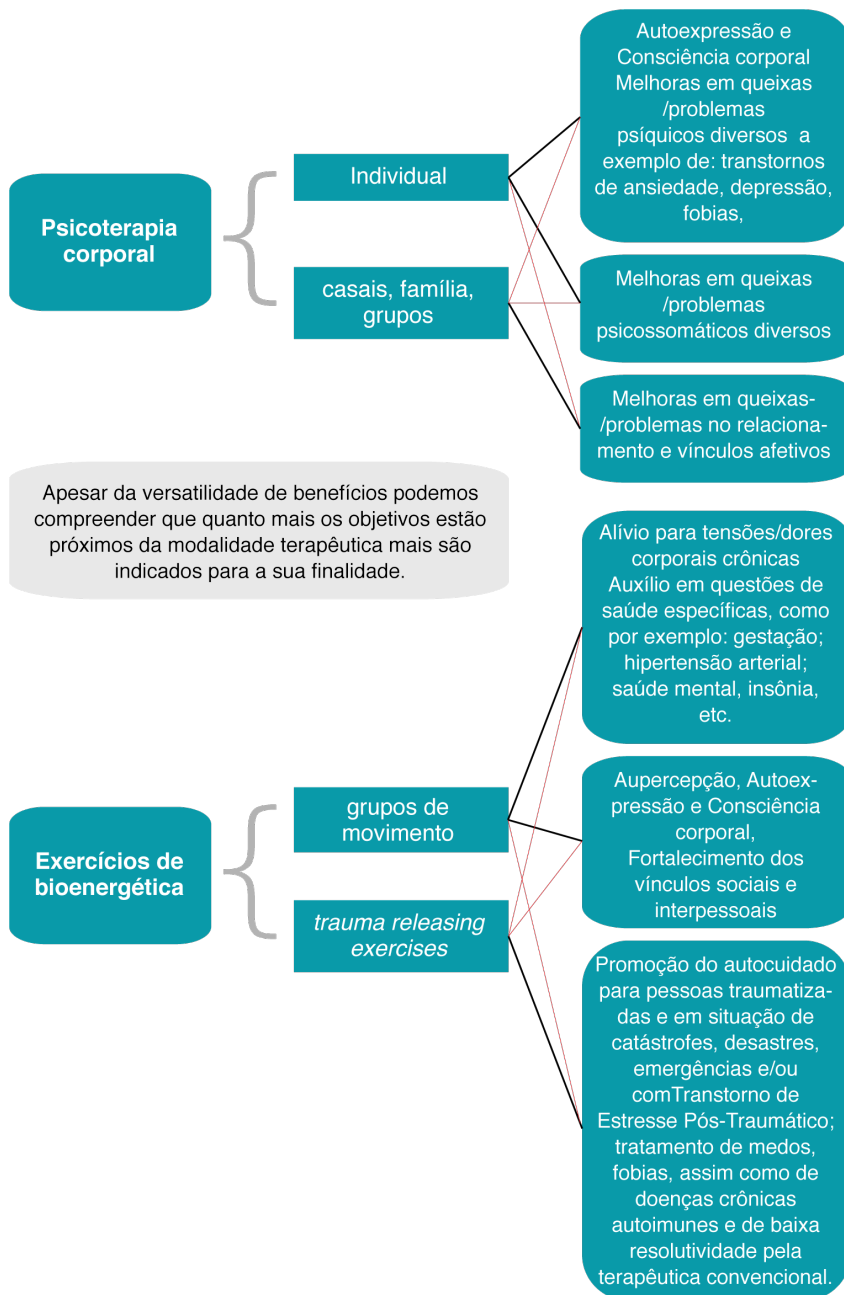 Psicoterapia
corporal
Individual
casais, família,
grupos
Autoexpressão e
Consciência corporal
Melhoras em queixas
/problemas
psíquicos diversos a
exemplo de: transtornos
de ansiedade, depressão,
fobias,
Melhoras em queixas
/problemas
psicossomáticos diversos
Melhoras em queixas-
/problemas no relaciona-
mento e vínculos afetivos
Apesar da versatilidade de benefícios podemos
compreender que quanto mais os objetivos estão
próximos da modalidade terapêutica mais são
indicados para a sua finalidade.
Exercícios de
bioenergética
grupos de
movimento
trauma releasing
exercises
Alívio para tensões/dores
corporais crônicas
Auxílio em questões de
saúde específicas, como
por exemplo: gestação;
hipertensão arterial;
saúde mental, insônia,
etc.
Aupercepção, Autoex-
pressão e Consciência
corporal,
Fortalecimento dos
vínculos sociais e
interpessoais
Promoção do autocuidado
para pessoas traumatiza-
das e em situação de
catástrofes, desastres,
emergências e/ou
comTranstorno de
Estresse Pós-Traumático;
tratamento de medos,
fobias, assim como de
doenças crônicas
autoimunes e de baixa
resolutividade pela
terapêutica convencional.